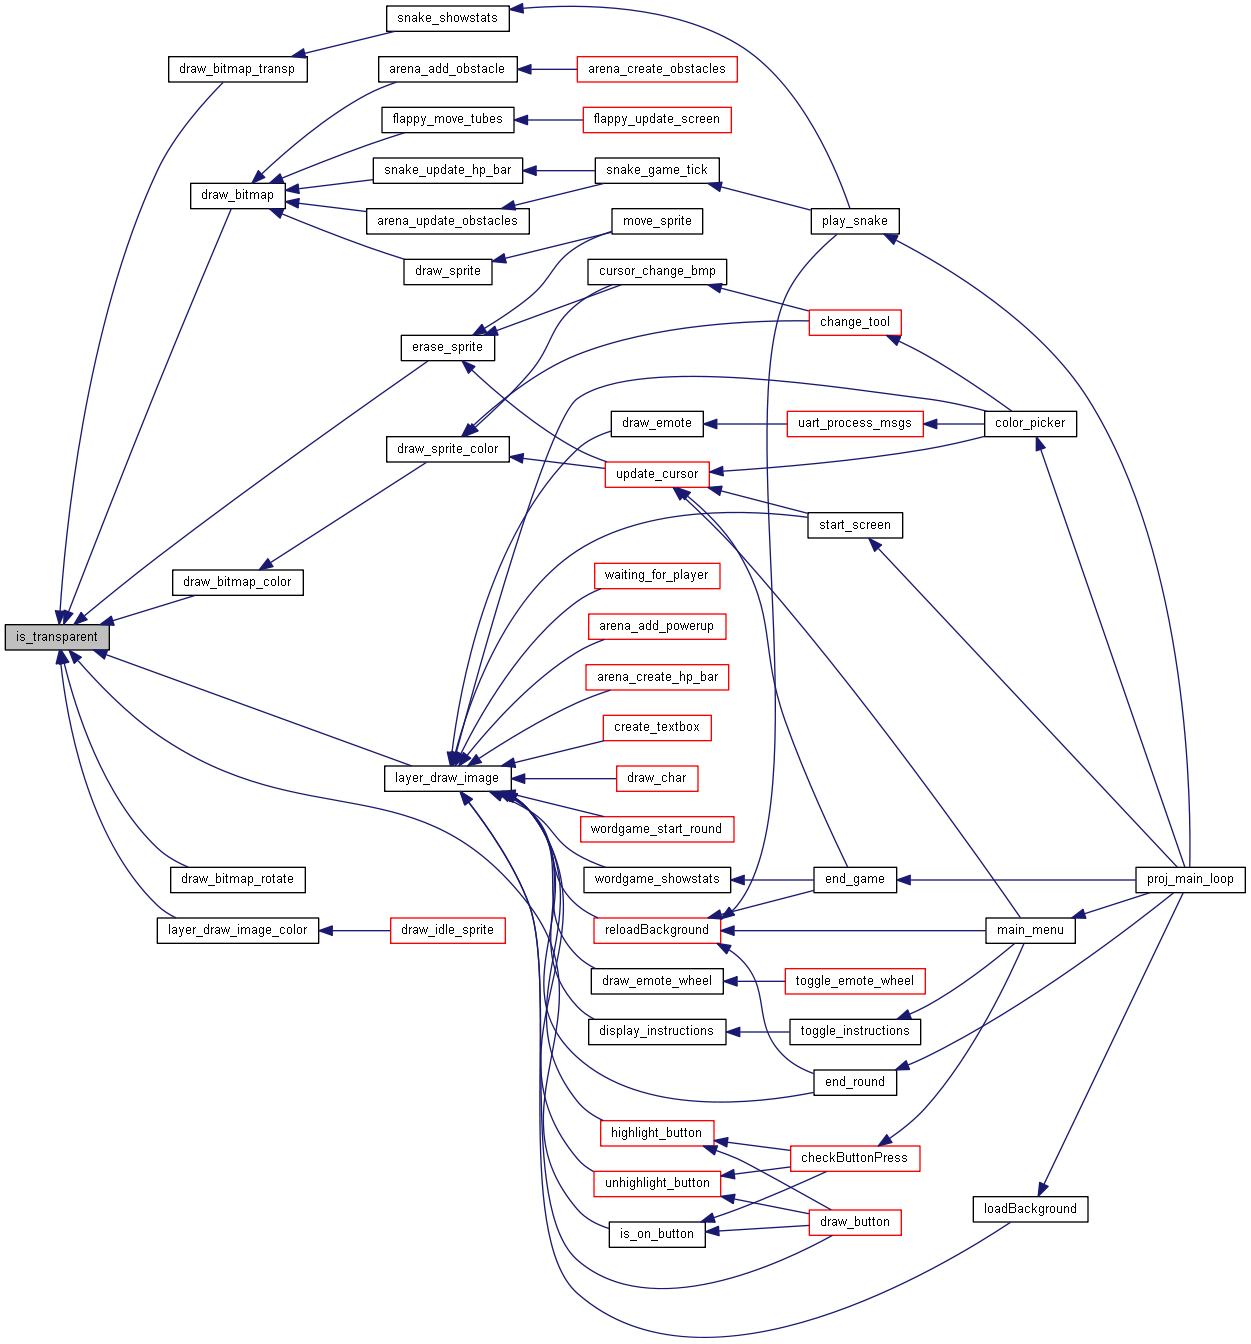 snake_showstats
draw_bitmap_transp
arena_add_obstacle
arena_create_obstacles
flappy_move_tubes
flappy_update_screen
snake_update_hp_bar
snake_game_tick
draw_bitmap
arena_update_obstacles
move_sprite
play_snake
draw_sprite
cursor_change_bmp
change_tool
erase_sprite
draw_emote
uart_process_msgs
color_picker
draw_sprite_color
update_cursor
start_screen
draw_bitmap_color
waiting_for_player
is_transparent
arena_add_powerup
arena_create_hp_bar
create_textbox
layer_draw_image
draw_char
wordgame_start_round
draw_bitmap_rotate
wordgame_showstats
end_game
proj_main_loop
layer_draw_image_color
draw_idle_sprite
reloadBackground
main_menu
draw_emote_wheel
toggle_emote_wheel
display_instructions
toggle_instructions
end_round
highlight_button
checkButtonPress
unhighlight_button
loadBackground
is_on_button
draw_button